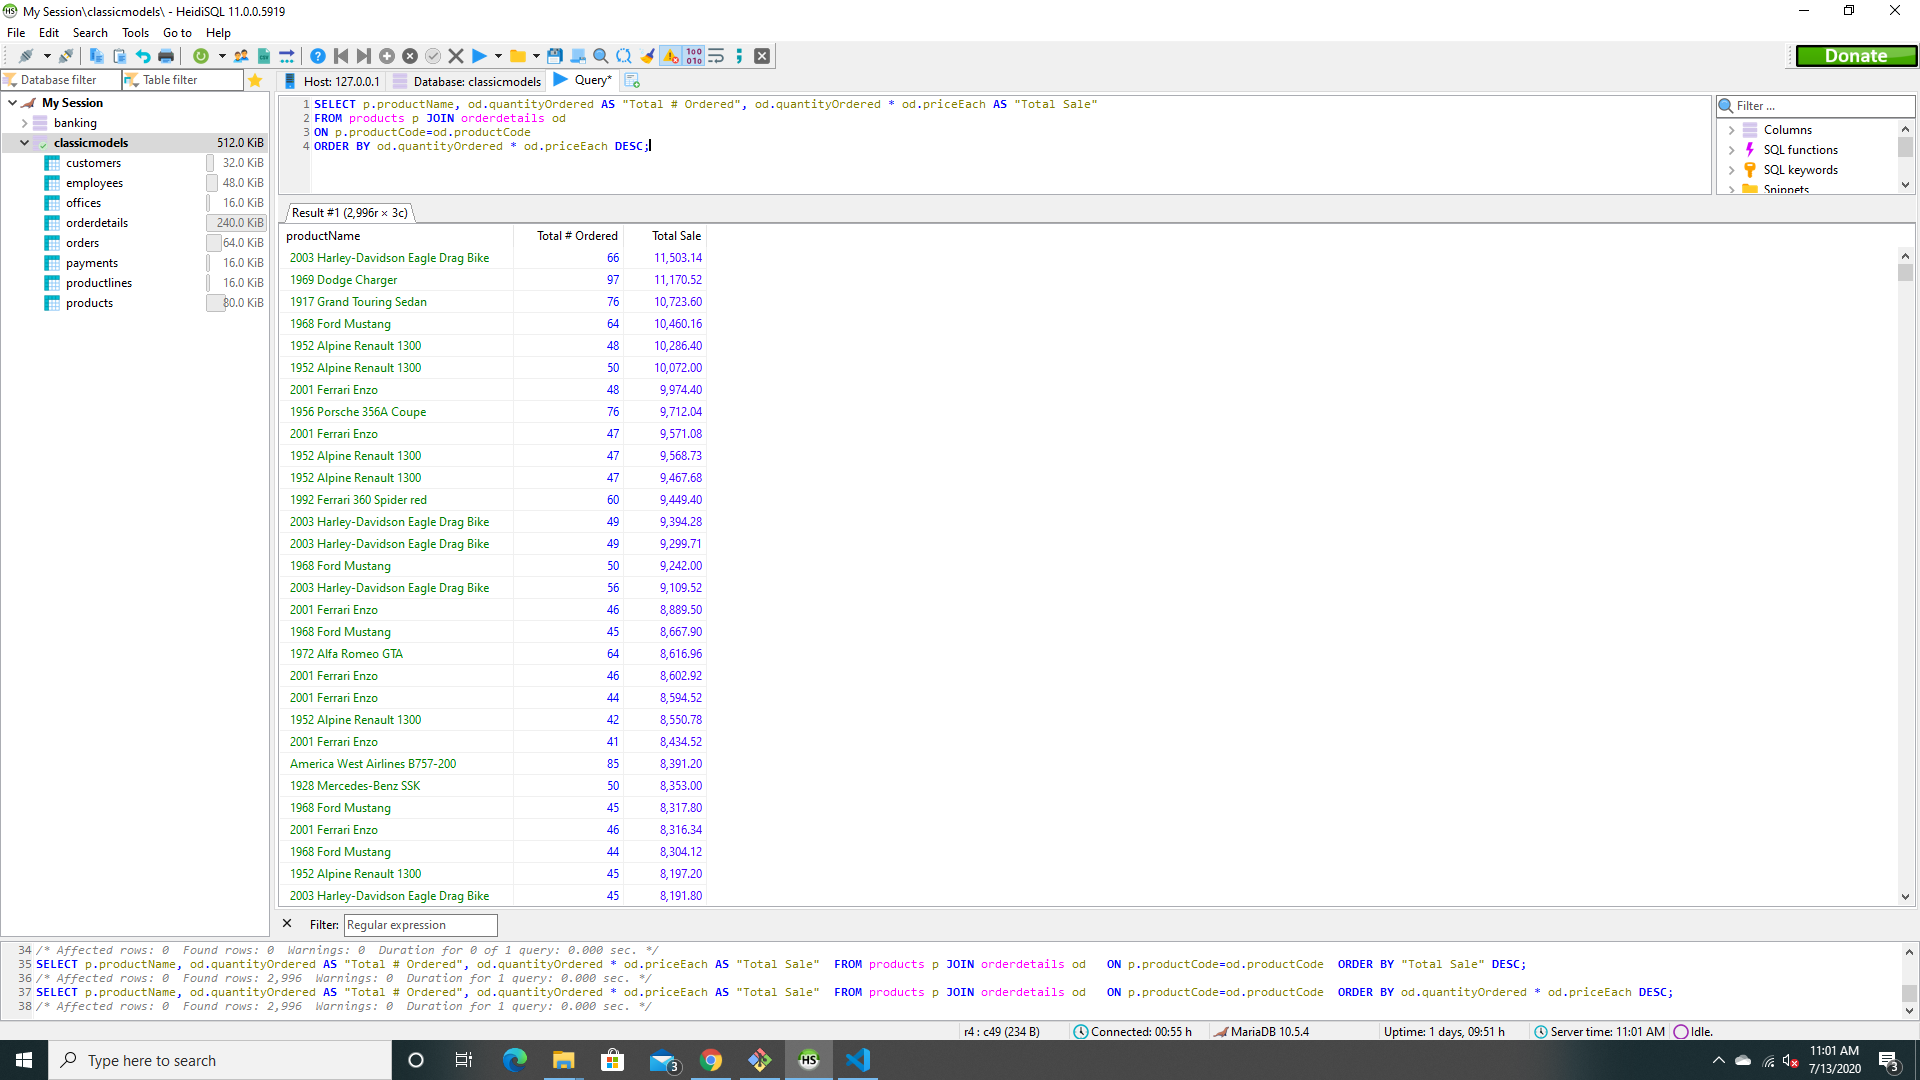 My Session\classicmodels\ - HeidiSQL 11.0.0.5919
File Edit Search Tools Go to Help
Donate
Database filter Table filter Host: 127.0.0.1 Database: classicmodels Query*
My Session
banking
classicmodels 512.0 KiB
customers 32.0 KiB
employees 48.0 KiB
offices 16.0 KiB
orderdetails 240.0 KiB
orders 64.0 KiB
payments 16.0 KiB
productlines 16.0 KiB
products 80.0 KiB
1 SELECT p.productName, od.quantityOrdered AS "Total # Ordered", od.quantityOrdered * od.priceEach AS "Total Sale"
2 FROM products p JOIN orderdetails od
3 ON p.productCode=od.productCode
4 ORDER BY od.quantityOrdered * od.priceEach DESC;
Filter ...
Columns
SQL functions
SQL keywords
Snippets
Result #1 (2,996r × 3c)
productName Total # Ordered Total Sale
2003 Harley-Davidson Eagle Drag Bike 66 11,503.14
1969 Dodge Charger 97 11,170.52
1917 Grand Touring Sedan 76 10,723.60
1968 Ford Mustang 64 10,460.16
1952 Alpine Renault 1300 48 10,286.40
1952 Alpine Renault 1300 50 10,072.00
2001 Ferrari Enzo 48 9,974.40
1956 Porsche 356A Coupe 76 9,712.04
2001 Ferrari Enzo 47 9,571.08
1952 Alpine Renault 1300 47 9,568.73
1952 Alpine Renault 1300 47 9,467.68
1992 Ferrari 360 Spider red 60 9,449.40
2003 Harley-Davidson Eagle Drag Bike 49 9,394.28
2003 Harley-Davidson Eagle Drag Bike 49 9,299.71
1968 Ford Mustang 50 9,242.00
2003 Harley-Davidson Eagle Drag Bike 56 9,109.52
2001 Ferrari Enzo 46 8,889.50
1968 Ford Mustang 45 8,667.90
1972 Alfa Romeo GTA 64 8,616.96
2001 Ferrari Enzo 46 8,602.92
2001 Ferrari Enzo 44 8,594.52
1952 Alpine Renault 1300 42 8,550.78
2001 Ferrari Enzo 41 8,434.52
America West Airlines B757-200 85 8,391.20
1928 Mercedes-Benz SSK 50 8,353.00
1968 Ford Mustang 45 8,317.80
2001 Ferrari Enzo 46 8,316.34
1968 Ford Mustang 44 8,304.12
1952 Alpine Renault 1300 45 8,197.20
2003 Harley-Davidson Eagle Drag Bike 45 8,191.80
Filter: Regular expression
34 /* Affected rows: 0 Found rows: 0 Warnings: 0 Duration for 0 of 1 query: 0.000 sec. */
35 SELECT p.productName, od.quantityOrdered AS "Total # Ordered", od.quantityOrdered * od.priceEach AS "Total Sale" FROM products p JOIN orderdetails od ON p.productCode=od.productCode ORDER BY "Total Sale" DESC;
36 /* Affected rows: 0 Found rows: 2,996 Warnings: 0 Duration for 1 query: 0.000 sec. */
37 SELECT p.productName, od.quantityOrdered AS "Total # Ordered", od.quantityOrdered * od.priceEach AS "Total Sale" FROM products p JOIN orderdetails od ON p.productCode=od.productCode ORDER BY od.quantityOrdered * od.priceEach DESC;
38 /* Affected rows: 0 Found rows: 2,996 Warnings: 0 Duration for 1 query: 0.000 sec. */
r4 : c49 (234 B) Connected: 00:55 h MariaDB 10.5.4 Uptime: 1 days, 09:51 h Server time: 11:01 AM Idle.
Type here to search
3
HS
11:01 AM
7/13/2020
3